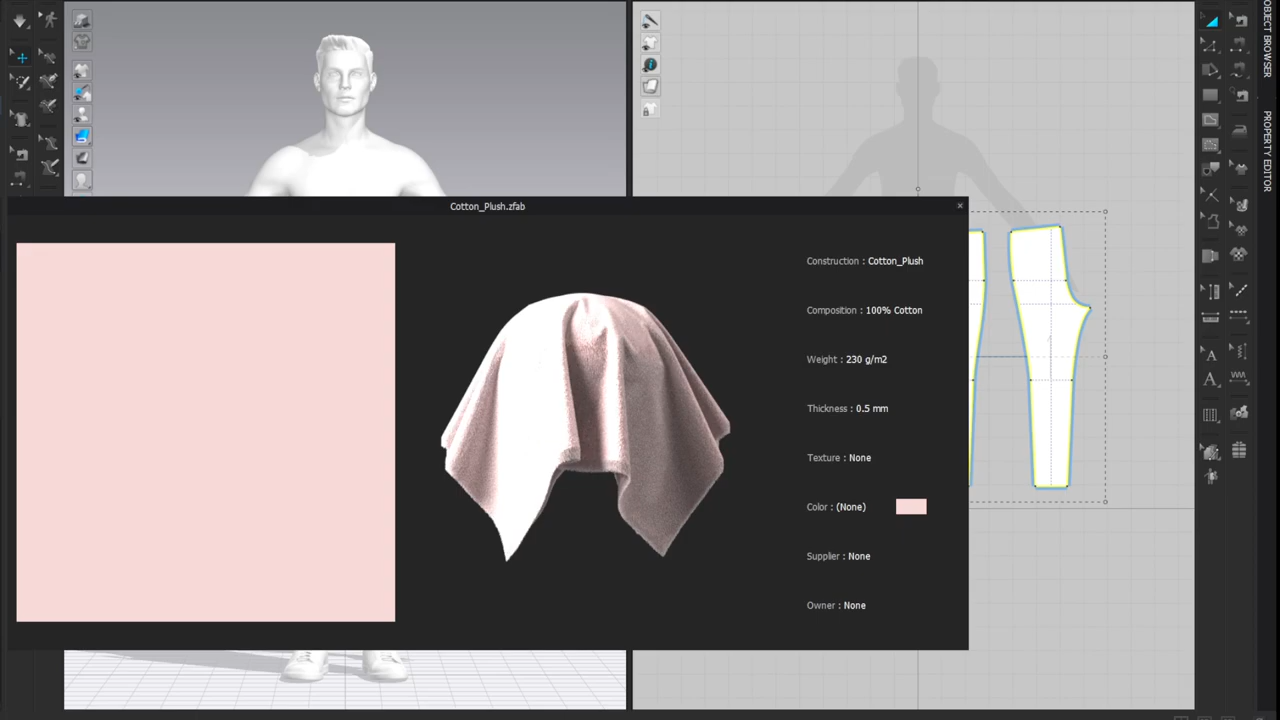 Cotton_Plush.zfab
Construction : Cotton_Plush
Composition : 100% Cotton
Weight : 230 g/m2
Thickness : 0.5 mm
Texture : None
Color : (None)
Supplier : None
Owner : None
OBJECT BROWSER
PROPERTY EDITOR